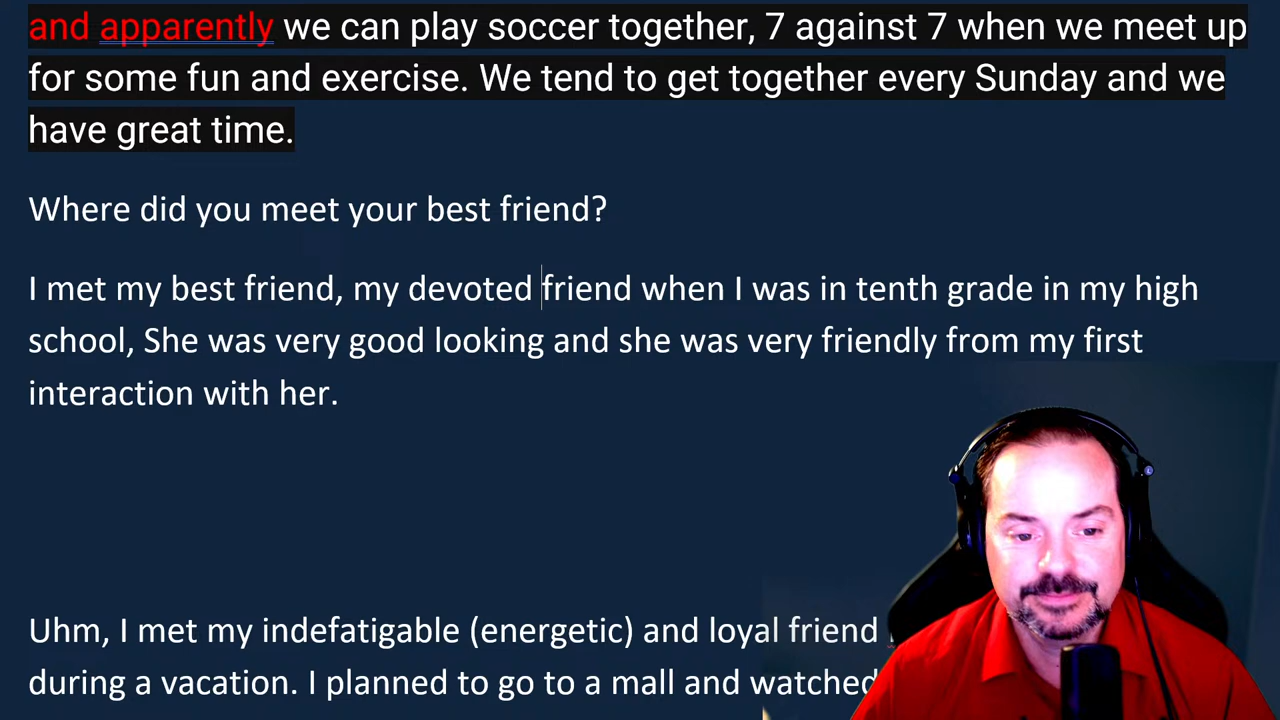 and apparently we can play soccer together, 7 against 7 when we meet up
for some fun and exercise. We tend to get together every Sunday and we
have great time.
Where did you meet your best friend?
I met my best friend, my devoted friend when I was in tenth grade in my high
school, She was very good looking and she was very friendly from my first
interaction with her.
Uhm, I met my indefatigable (energetic) and loyal friend
during a vacation. I planned to go to a mall and watched